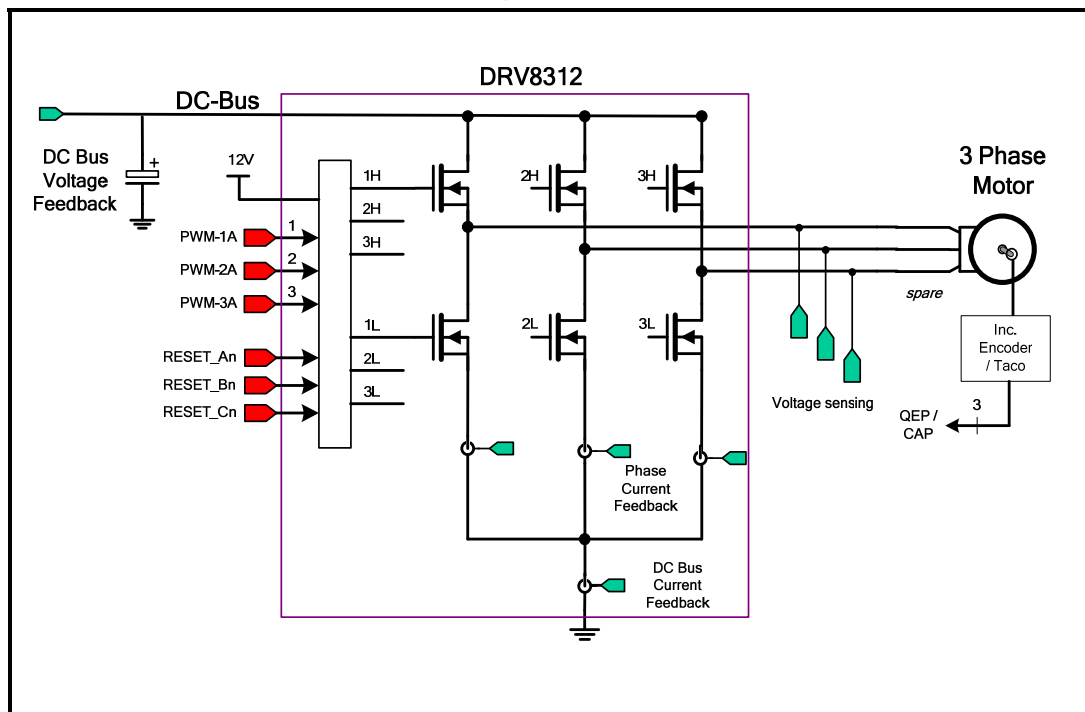 DRV8312
DC-Bus
DC Bus
Voltage
Feedback
+
12V
1H
2H
3H
2H
3H
PWM-1A
1
PWM-2A
2
PWM-3A
3
1L
2L
3L
2L
3L
RESET_An
RESET_Bn
RESET_Cn
Phase
Current
Feedback
DC Bus
Current
Feedback
3 Phase
Motor
spare
Voltage sensing
Inc.
Encoder
/ Taco
QEP /
CAP
3